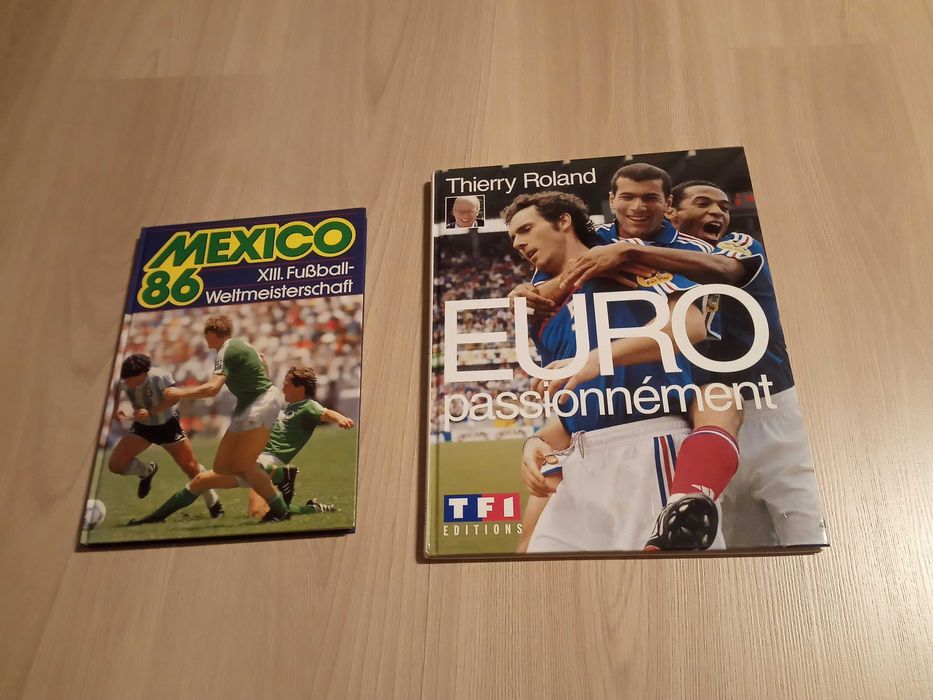 MEXICO
86
XIII. Fußball-
Weltmeisterschaft
Thierry Roland
EURO
passionnément
TF1
EDITIONS